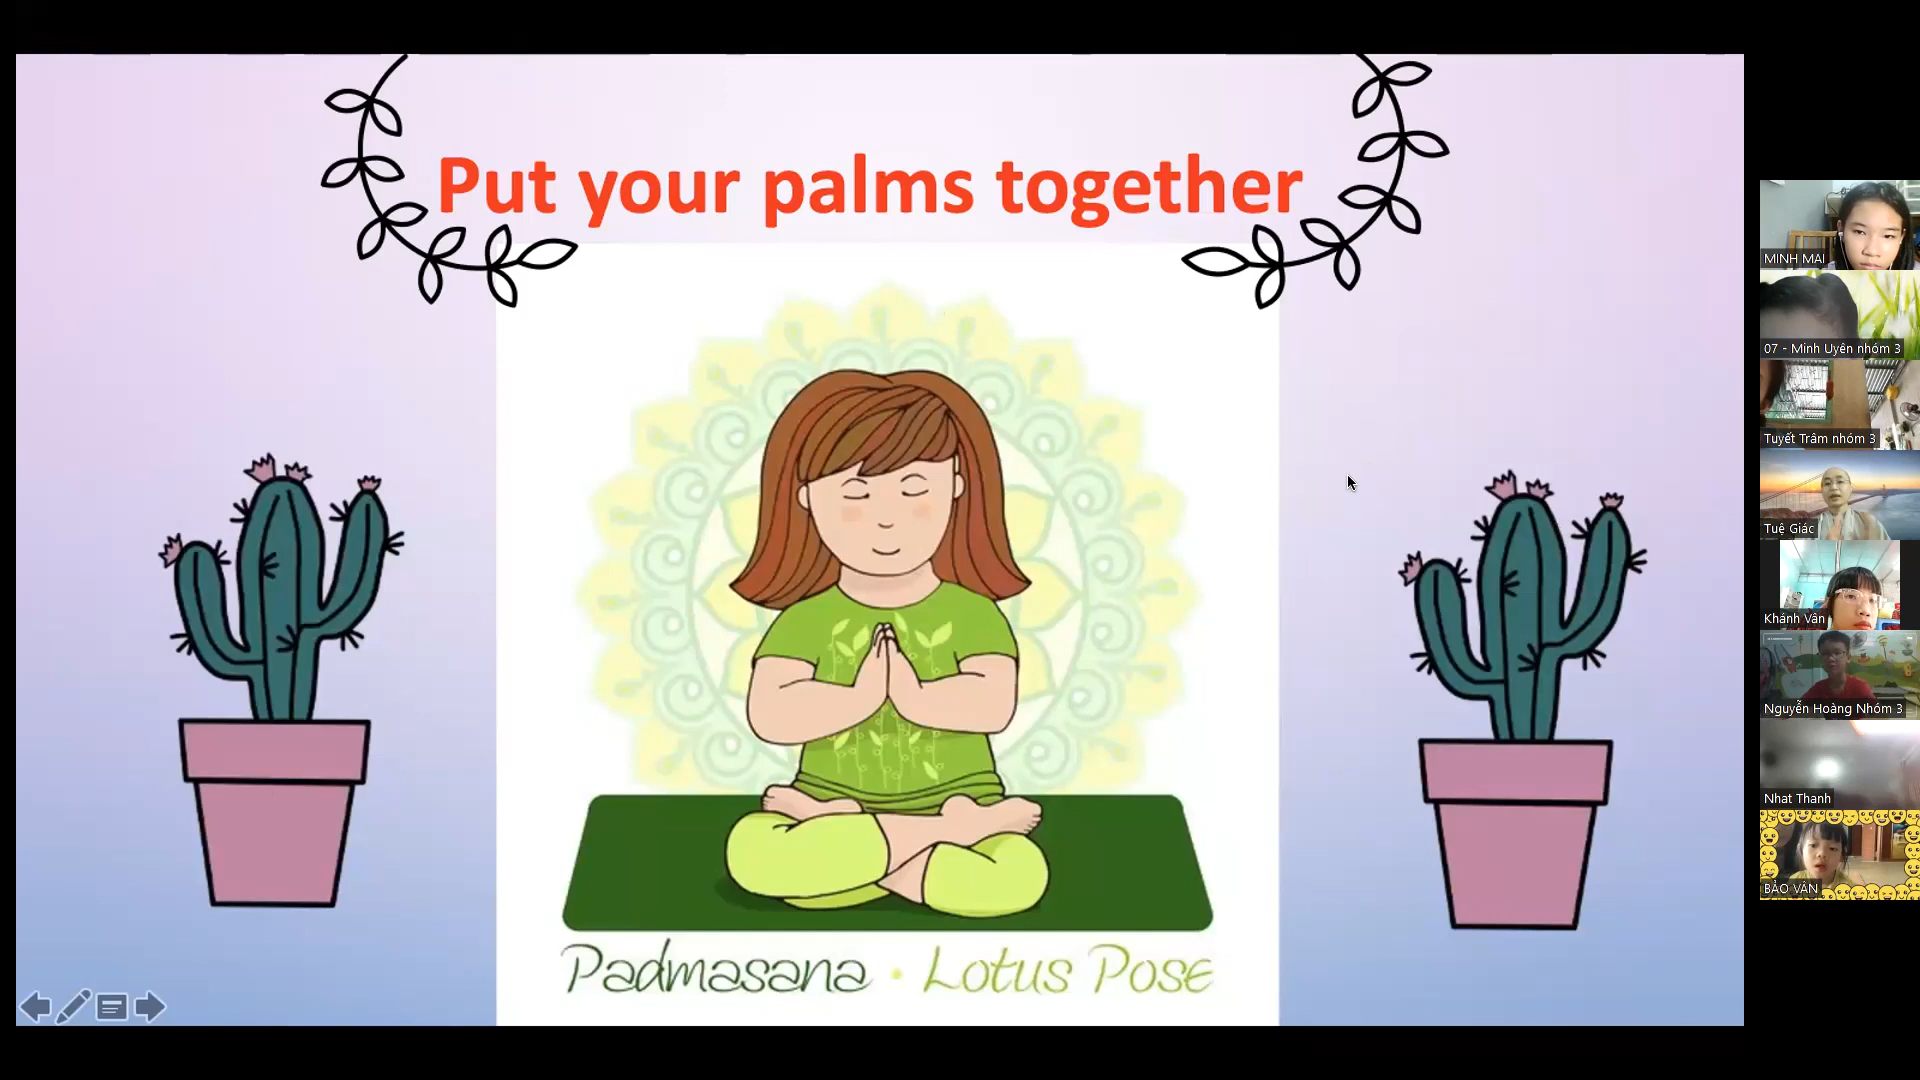 Put your palms together
Padmasana • Lotus Pose
MINH MAI
07 - Minh Uyên nhóm 3
Tuyết Trâm nhóm 3
Tuệ Giác
Khánh Vân
Nguyễn Hoàng Nhóm 3
Nhat Thanh
BẢO VÂN